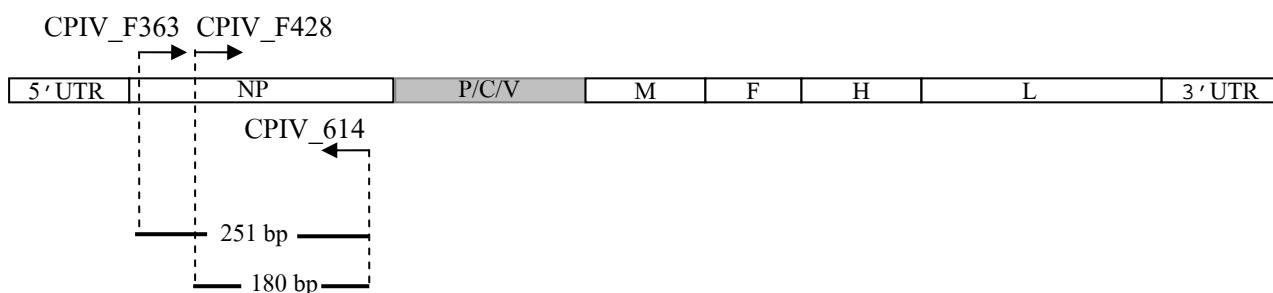 CPIV_F363 CPIV_F428
5′UTR NP P/C/V M F H L 3′UTR
CPIV_614
251 bp
180 bp